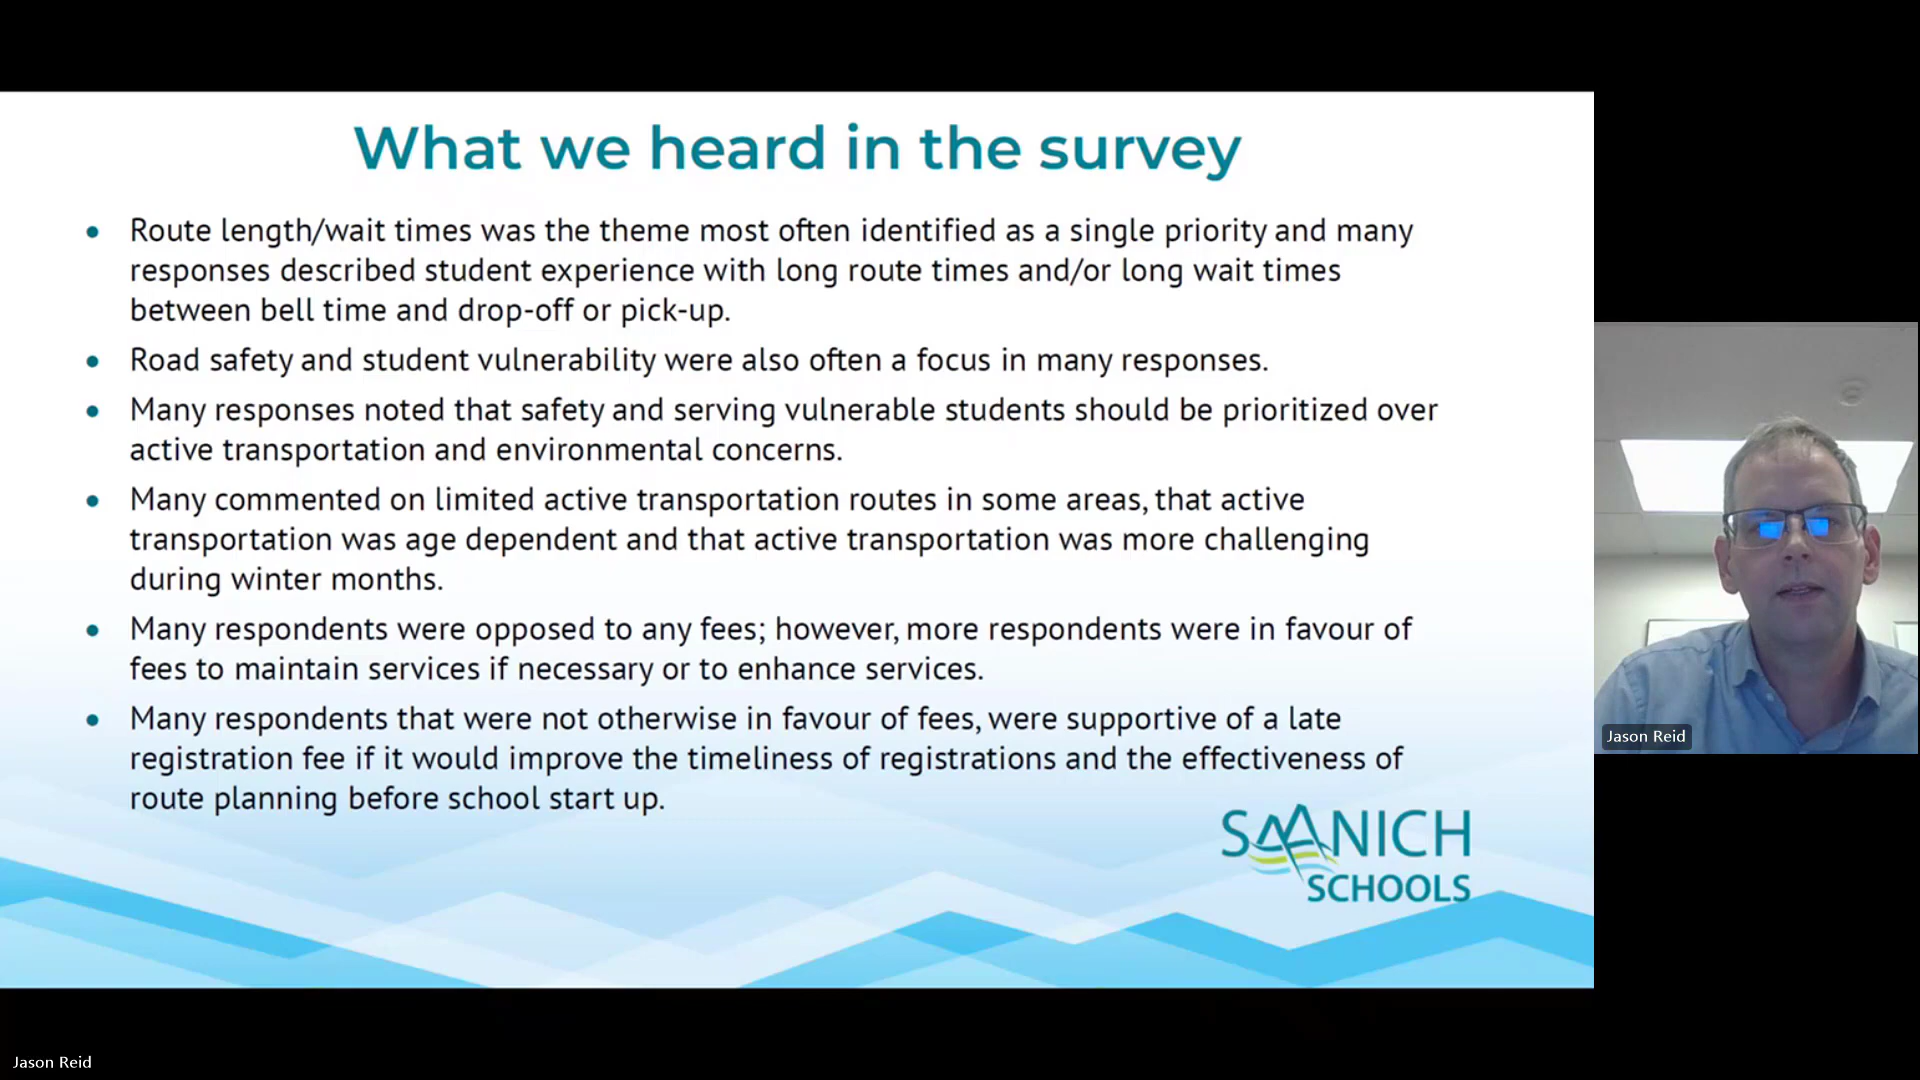 What we heard in the survey
• Route length/wait times was the theme most often identified as a single priority and many
responses described student experience with long route times and/or long wait times
between bell time and drop-off or pick-up.
• Road safety and student vulnerability were also often a focus in many responses.
• Many responses noted that safety and serving vulnerable students should be prioritized over
active transportation and environmental concerns.
• Many commented on limited active transportation routes in some areas, that active
transportation was age dependent and that active transportation was more challenging
during winter months.
• Many respondents were opposed to any fees; however, more respondents were in favour of
fees to maintain services if necessary or to enhance services.
• Many respondents that were not otherwise in favour of fees, were supportive of a late
registration fee if it would improve the timeliness of registrations and the effectiveness of
route planning before school start up.
SAANICH
SCHOOLS
Jason Reid
Jason Reid